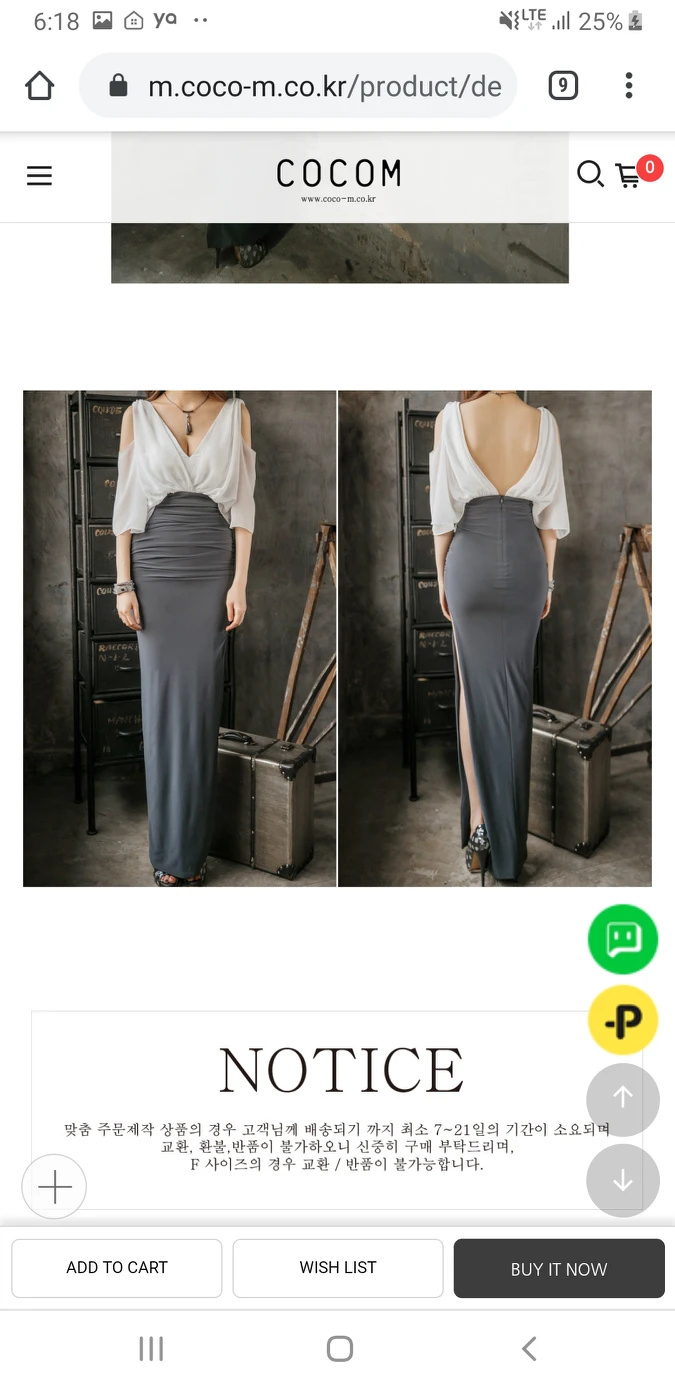 6:18
ya
LTE
25%
m.coco-m.co.kr/product/de
9
COCOM
www.coco-m.co.kr
0
NOTICE
맞춤 주문제작 상품의 경우 고객님께 배송되기 까지 최소 7~21일의 기간이 소요되며
교환, 환불,반품이 불가하오니 신중히 구매 부탁드리며,
F 사이즈의 경우 교환 / 반품이 불가능합니다.
ADD TO CART
WISH LIST
BUY IT NOW